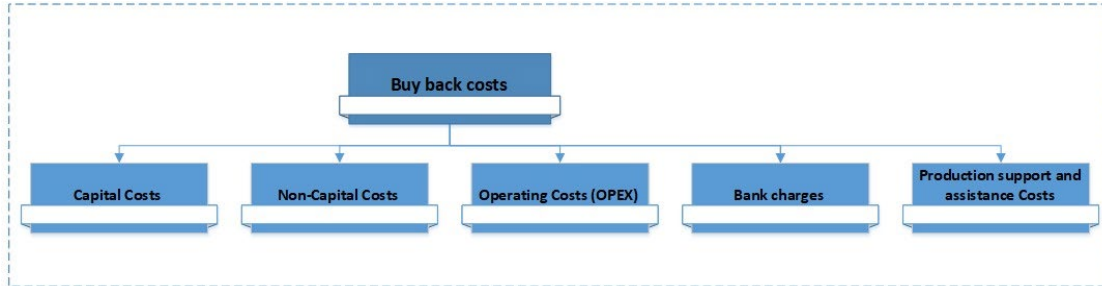 Buy back costs
Capital Costs
Non-Capital Costs
Operating Costs (OPEX)
Bank charges
Production support and
assistance Costs